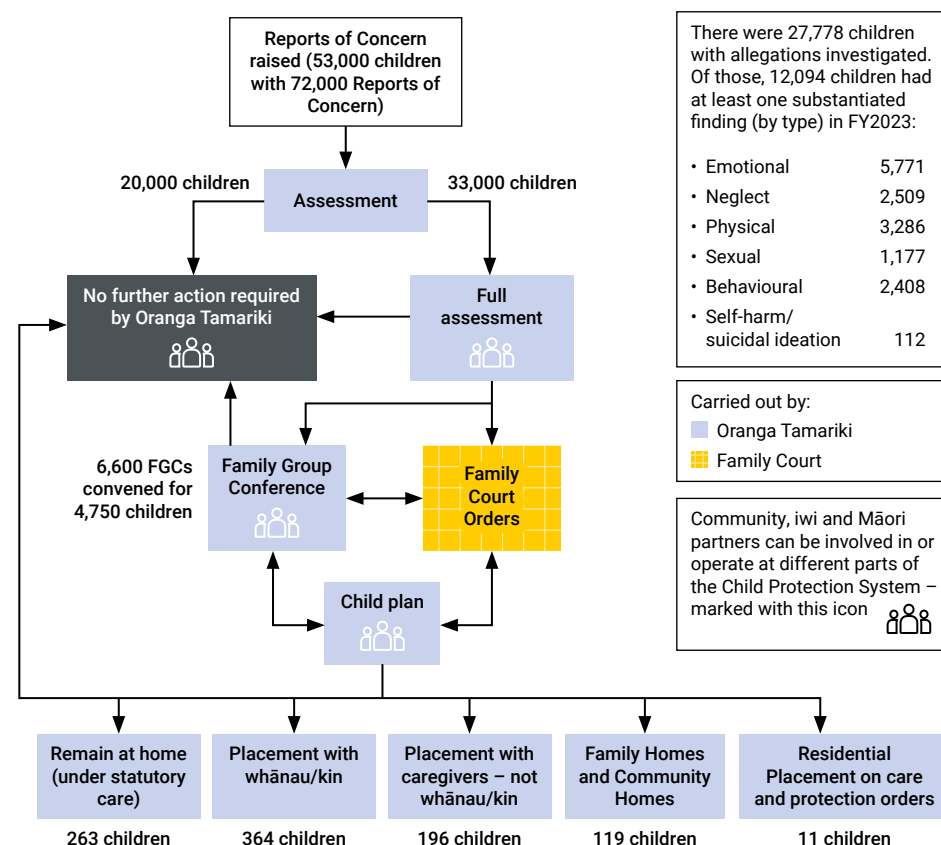 Reports of Concern
raised (53,000 children
with 72,000 Reports of
Concern)
20,000 children
Assessment
33,000 children
No further action required
by Oranga Tamariki
Full
assessment
6,600 FGCs
convened for
4,750 children
Family Group
Conference
Family
Court
Orders
Child plan
Remain at home
(under statutory
care)
263 children
Placement with
whānau/kin
364 children
Placement with
caregivers – not
whānau/kin
196 children
Family Homes
and Community
Homes
119 children
Residential
Placement on care
and protection orders
11 children
There were 27,778 children
with allegations investigated.
Of those, 12,094 children had
at least one substantiated
finding (by type) in FY2023:
• Emotional 5,771
• Neglect 2,509
• Physical 3,286
• Sexual 1,177
• Behavioural 2,408
• Self-harm/
suicidal ideation 112
Carried out by:
Oranga Tamariki
Family Court
Community, iwi and Māori
partners can be involved in or
operate at different parts of
the Child Protection System –
marked with this icon